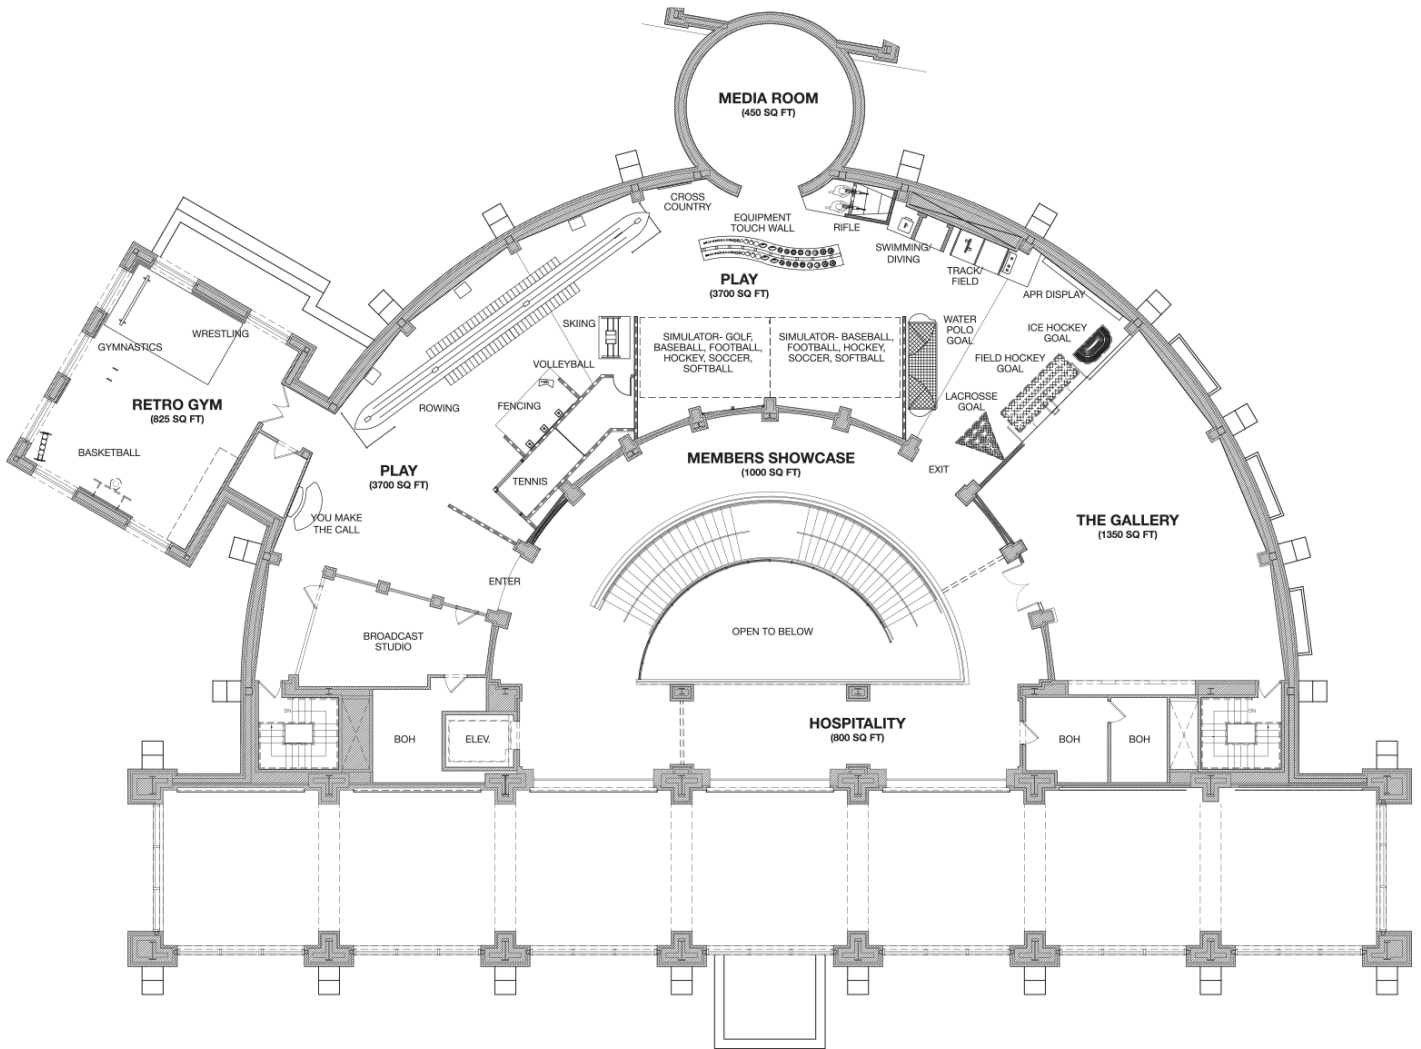 MEDIA ROOM
(450 SQ FT)
CROSS
COUNTRY
EQUIPMENT
TOUCH WALL
RIFLE
SWIMMING/
DIVING
TRACK/
FIELD
PLAY
(3700 SQ FT)
APR DISPLAY
WRESTLING
GYMNASTICS
SKIING
VOLLEYBALL
SIMULATOR- GOLF,
BASEBALL, FOOTBALL,
HOCKEY, SOCCER,
SOFTBALL
SIMULATOR- BASEBALL,
FOOTBALL, HOCKEY,
SOCCER, SOFTBALL
WATER
POLO
GOAL
ICE HOCKEY
GOAL
FIELD HOCKEY
GOAL
LACROSSE
GOAL
RETRO GYM
(825 SQ FT)
ROWING
FENCING
BASKETBALL
PLAY
(3700 SQ FT)
TENNIS
MEMBERS SHOWCASE
(1000 SQ FT)
EXIT
YOU MAKE
THE CALL
THE GALLERY
(1350 SQ FT)
ENTER
BROADCAST
STUDIO
OPEN TO BELOW
DN
BOH
ELEV.
HOSPITALITY
(800 SQ FT)
BOH
BOH
DN